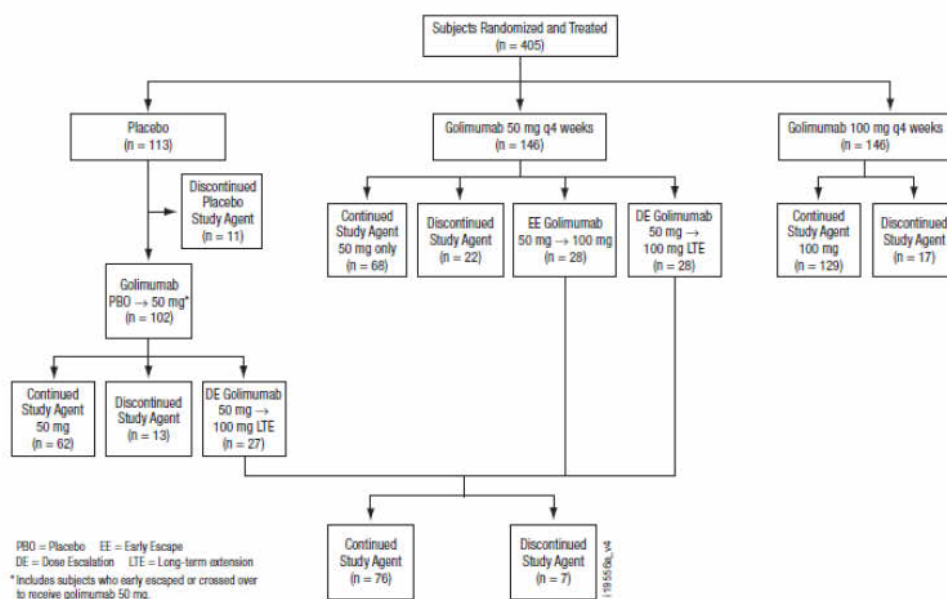 Subjects Randomized and Treated
(n = 405)
Placebo
(n = 113)
Golimumab 50 mg q4 weeks
(n = 146)
Golimumab 100 mg q4 weeks
(n = 146)
Discontinued
Placebo
Study Agent
(n = 11)
Continued
Study Agent
50 mg only
(n = 68)
Discontinued
Study Agent
(n = 22)
EE Golimumab
50 mg → 100 mg
(n = 28)
DE Golimumab
50 mg →
100 mg LTE
(n = 28)
Continued
Study Agent
100 mg
(n = 129)
Discontinued
Study Agent
(n = 17)
Golimumab
PBO → 50 mg*
(n = 102)
Continued
Study Agent
50 mg
(n = 62)
Discontinued
Study Agent
(n = 13)
DE Golimumab
50 mg →
100 mg LTE
(n = 27)
Continued
Study Agent
n = 76)
Discontinued
Study Agent
(n = 7)
PBO = Placebo EE = Early Escape
DE = Dose Escalation LTE = Long-term extension
* Includes subjects who early escaped or crossed over
to receive golimumab 50 mg.